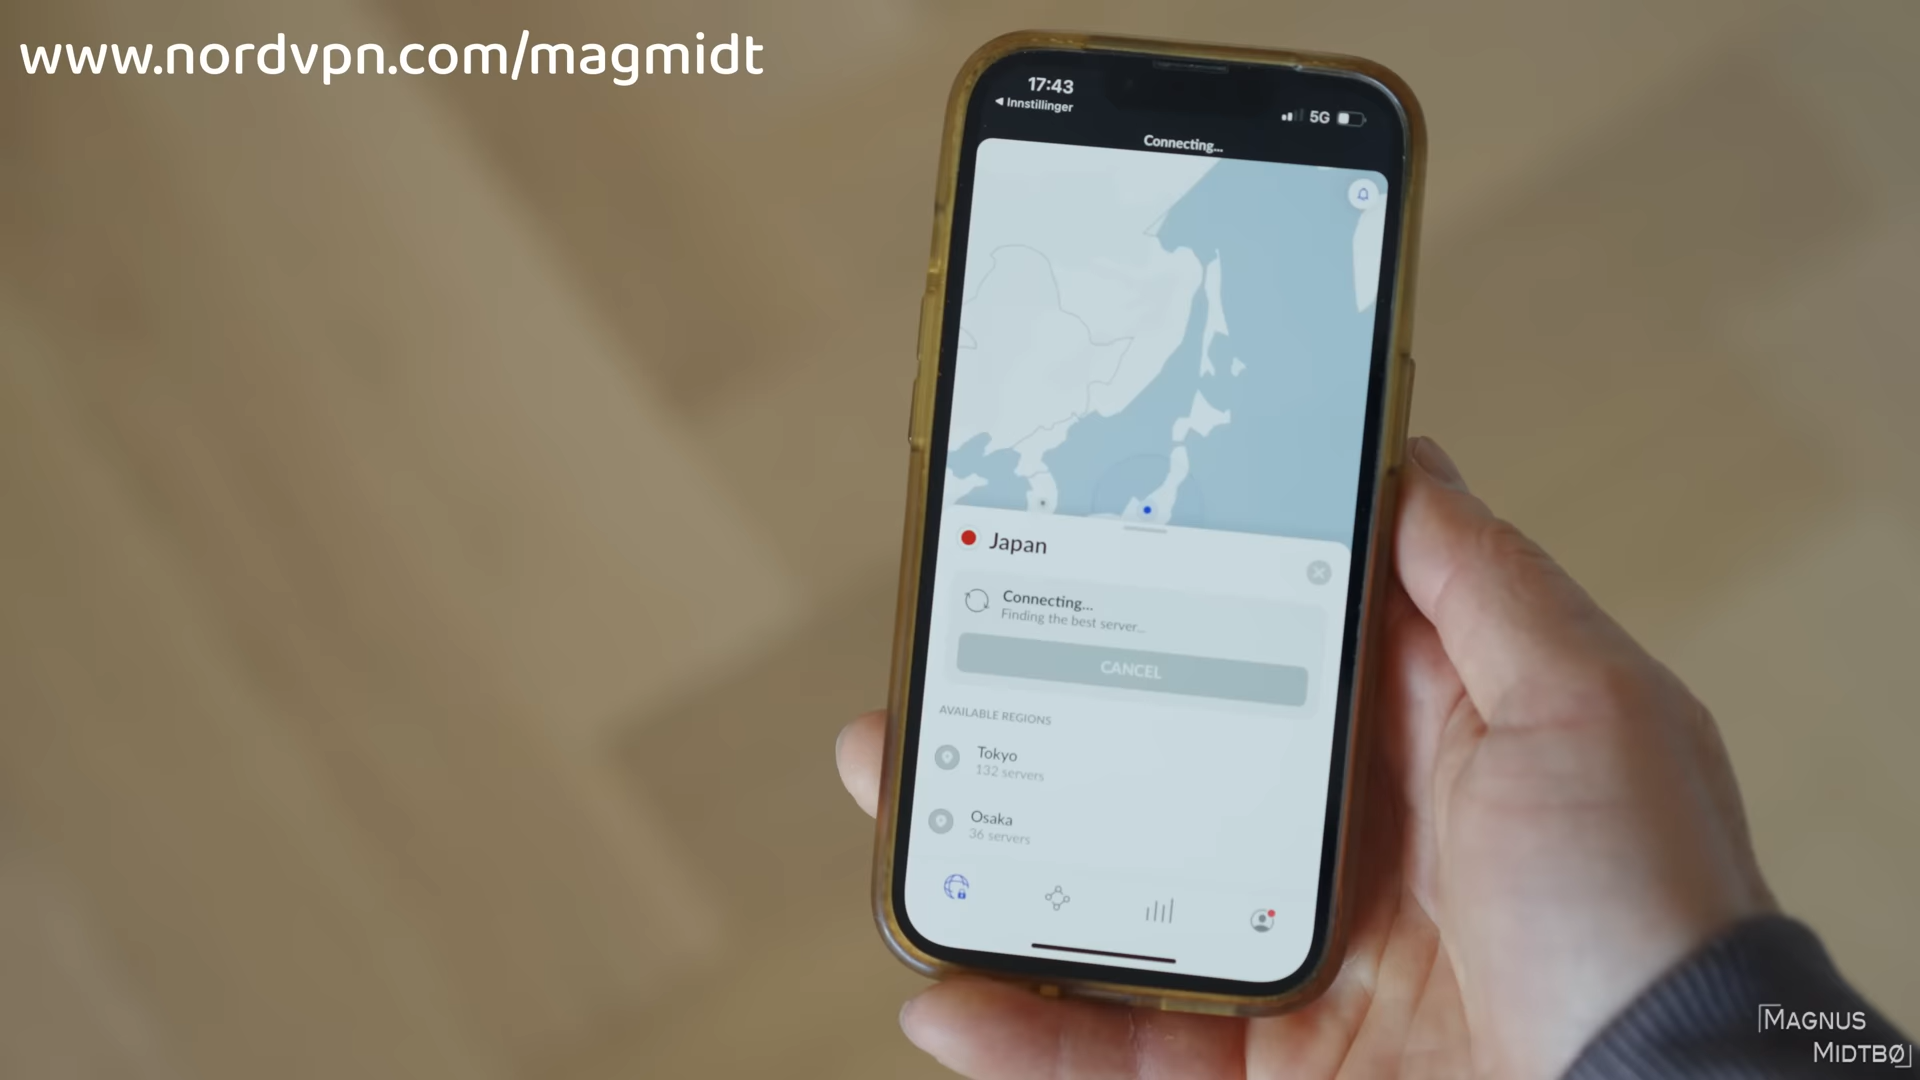 www.nordvpn.com/magmidt
17:43
◀ Innstillinger
5G
Connecting...
Japan
Connecting...
Finding the best server...
CANCEL
AVAILABLE REGIONS
Tokyo
132 servers
Osaka
36 servers
MAGNUS
MIDTBØ